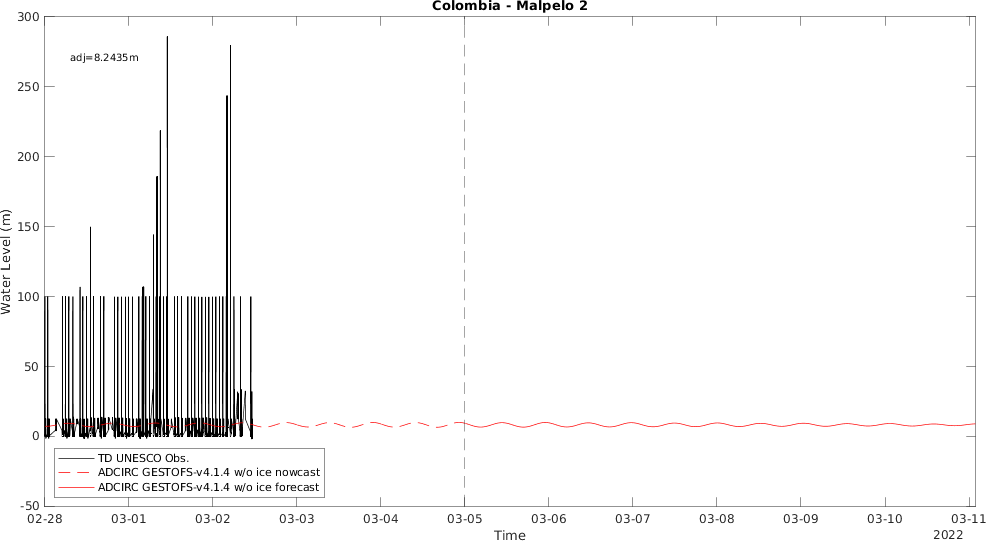 Colombia - Malpelo 2
adj=8.2435m
300
250
200
150
100
50
0
-50
Water Level (m)
TD UNESCO Obs.
ADCIRC GESTOFS-v4.1.4 w/o ice nowcast
ADCIRC GESTOFS-v4.1.4 w/o ice forecast
02-28 03-01 03-02 03-03 03-04 03-05 03-06 03-07 03-08 03-09 03-10 03-11
Time
2022